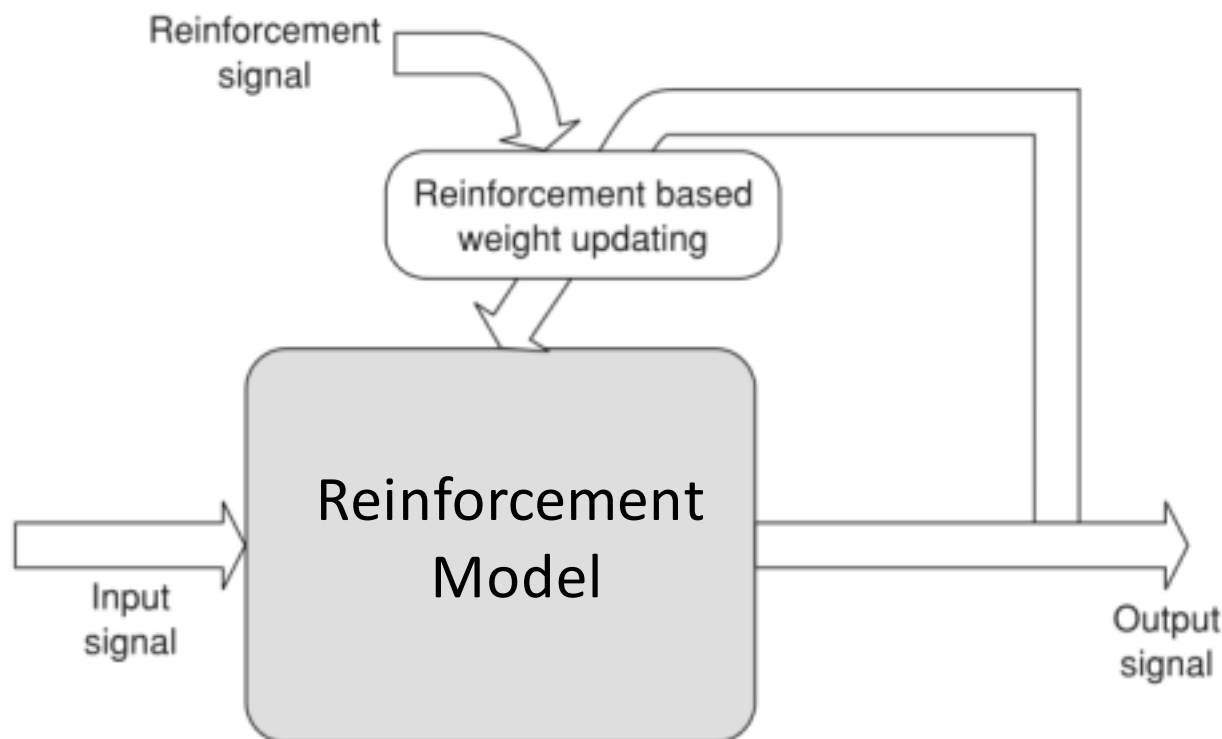 Reinforcement
signal
Reinforcement based
weight updating
Reinforcement
Model
Input
signal
Output
signal